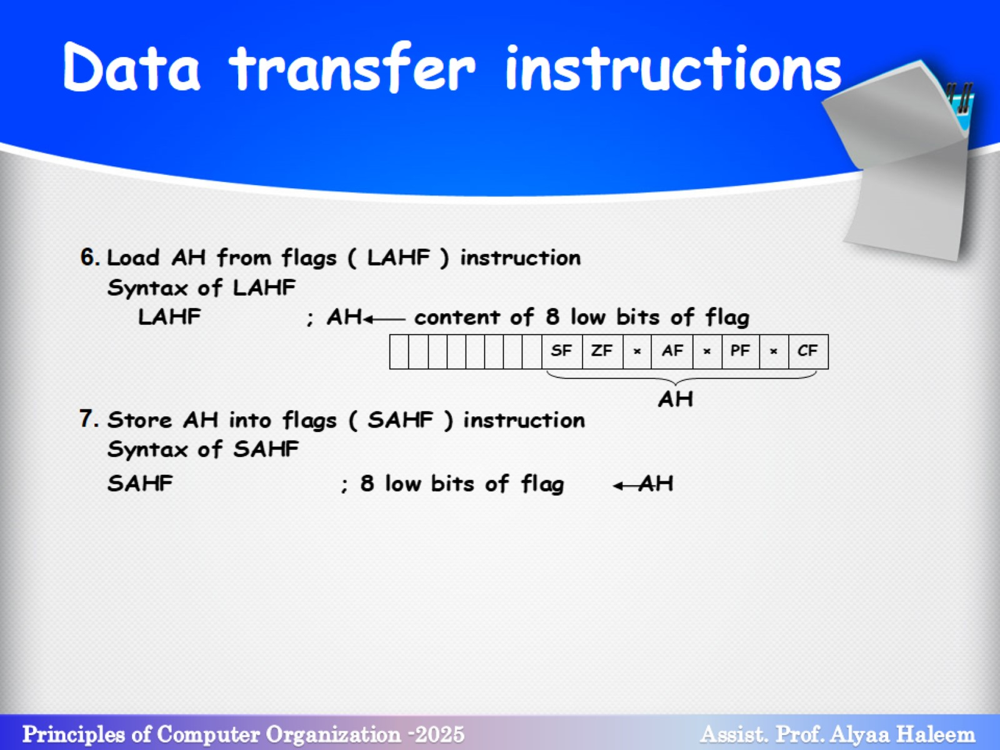 Data transfer instructions
6. Load AH from flags ( LAHF ) instruction
Syntax of LAHF
LAHF ; AH ← content of 8 low bits of flag
SF ZF × AF × PF × CF
AH
7. Store AH into flags ( SAHF ) instruction
Syntax of SAHF
SAHF ; 8 low bits of flag ← AH
Principles of Computer Organization -2025 Assist. Prof. Alyaa Haleem